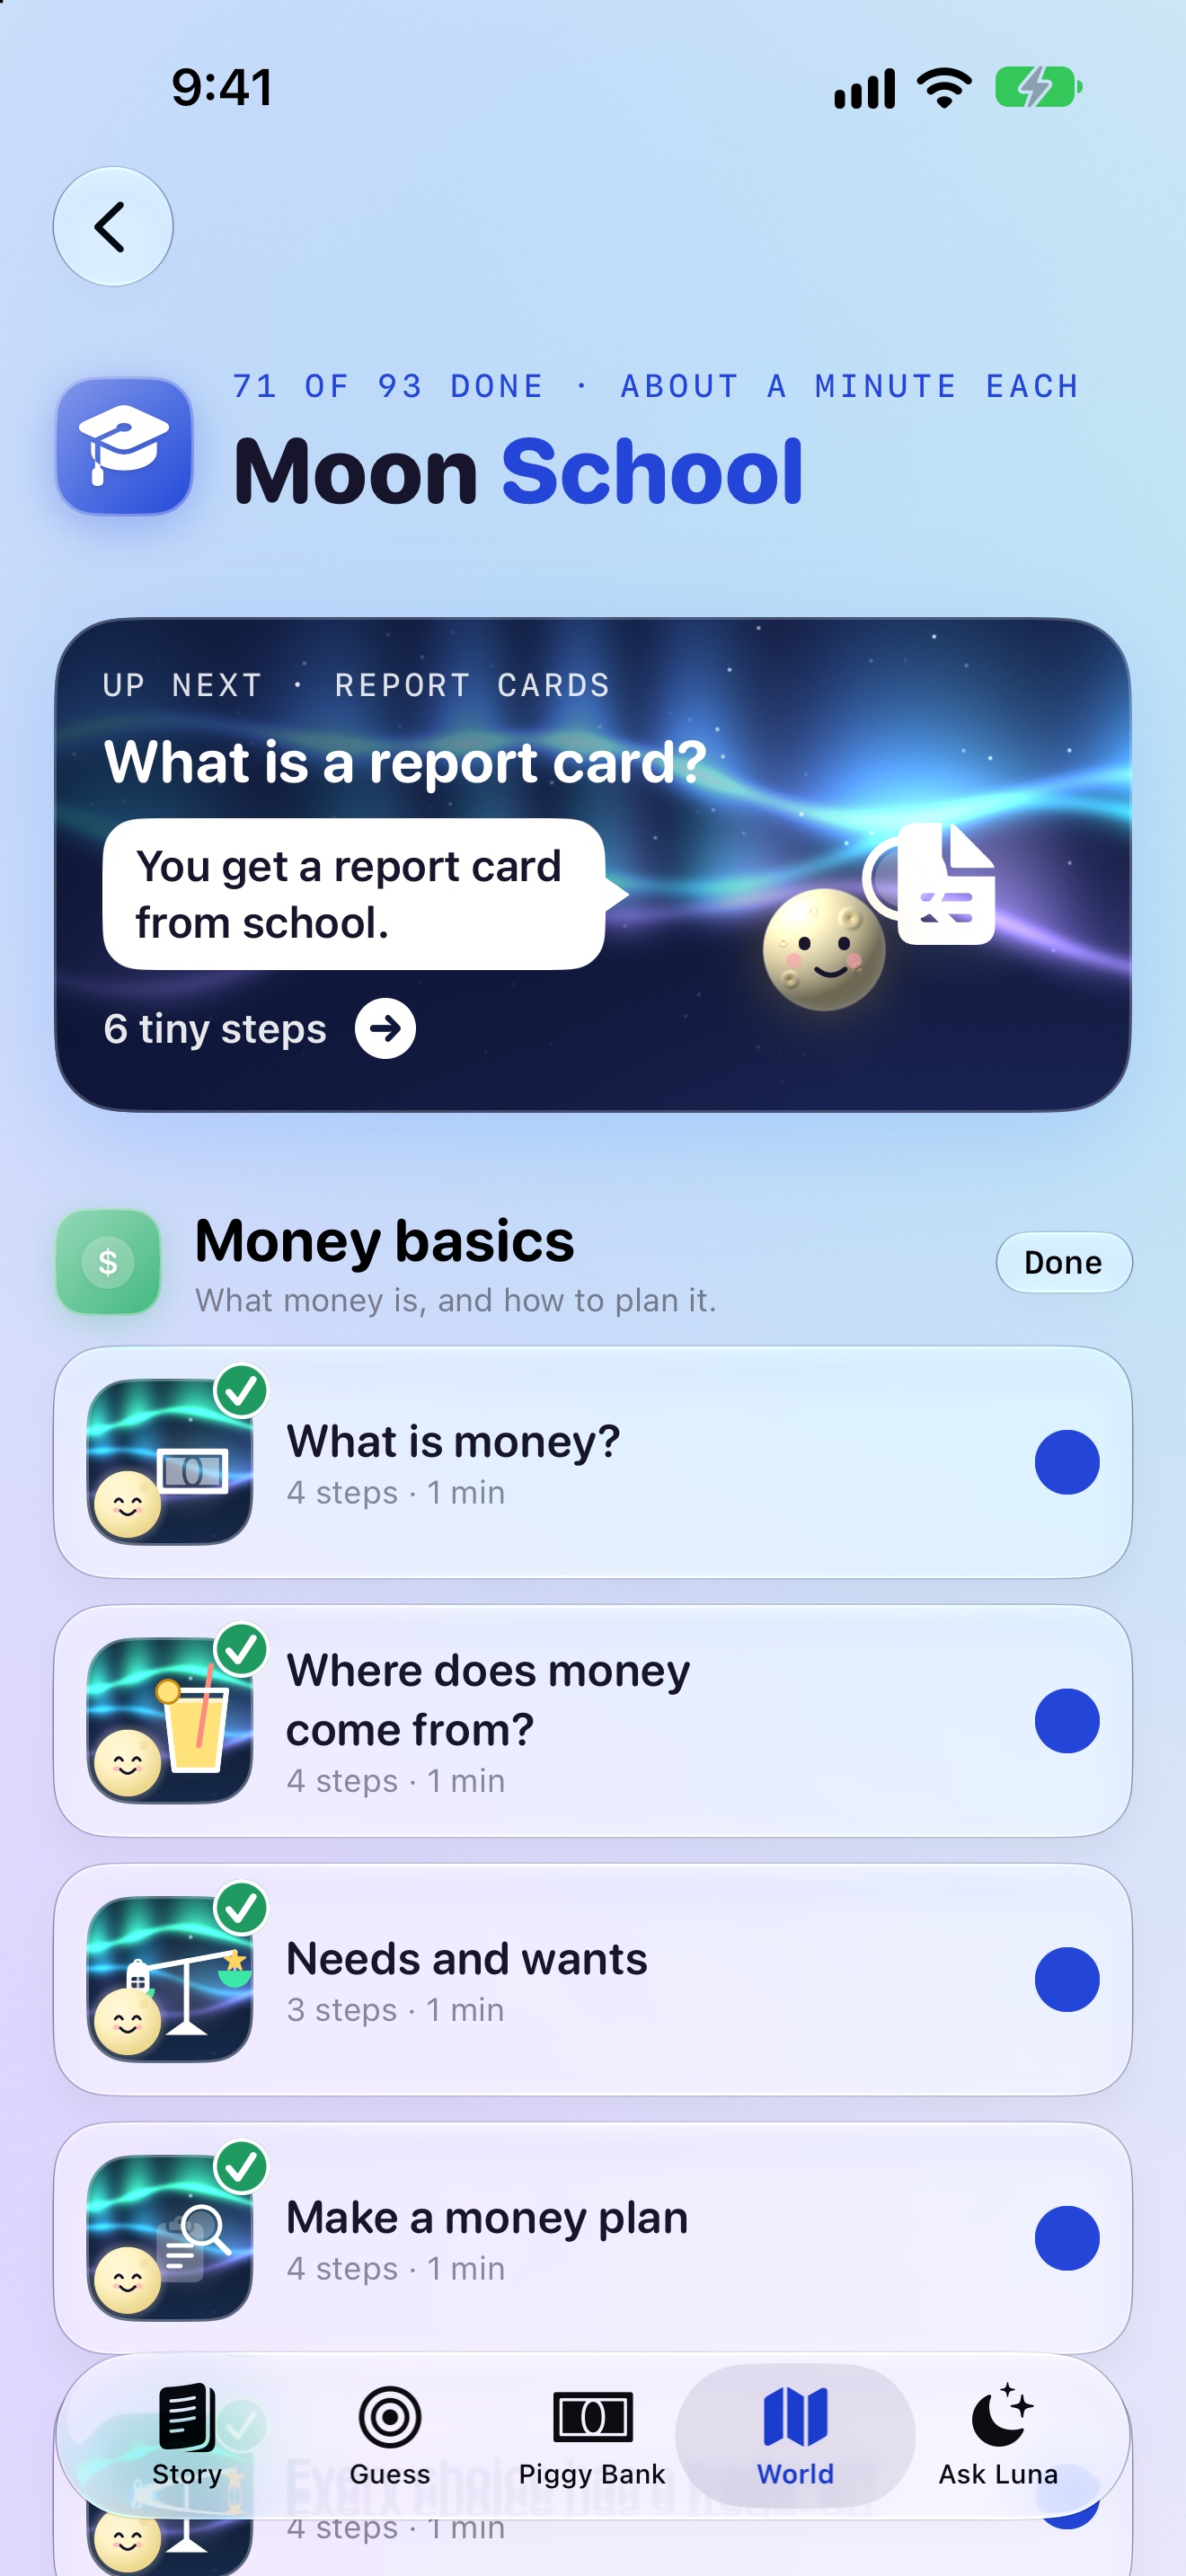 9:41
71 OF 93 DONE · ABOUT A MINUTE EACH
Moon School
UP NEXT · REPORT CARDS
What is a report card?
You get a report card
from school.
6 tiny steps
$
Money basics
What money is, and how to plan it.
Done
What is money?
4 steps · 1 min
Where does money
come from?
4 steps · 1 min
Needs and wants
3 steps · 1 min
Make a money plan
4 steps · 1 min
Story
Guess
Piggy Bank
World
Ask Luna
4 steps · 1 min